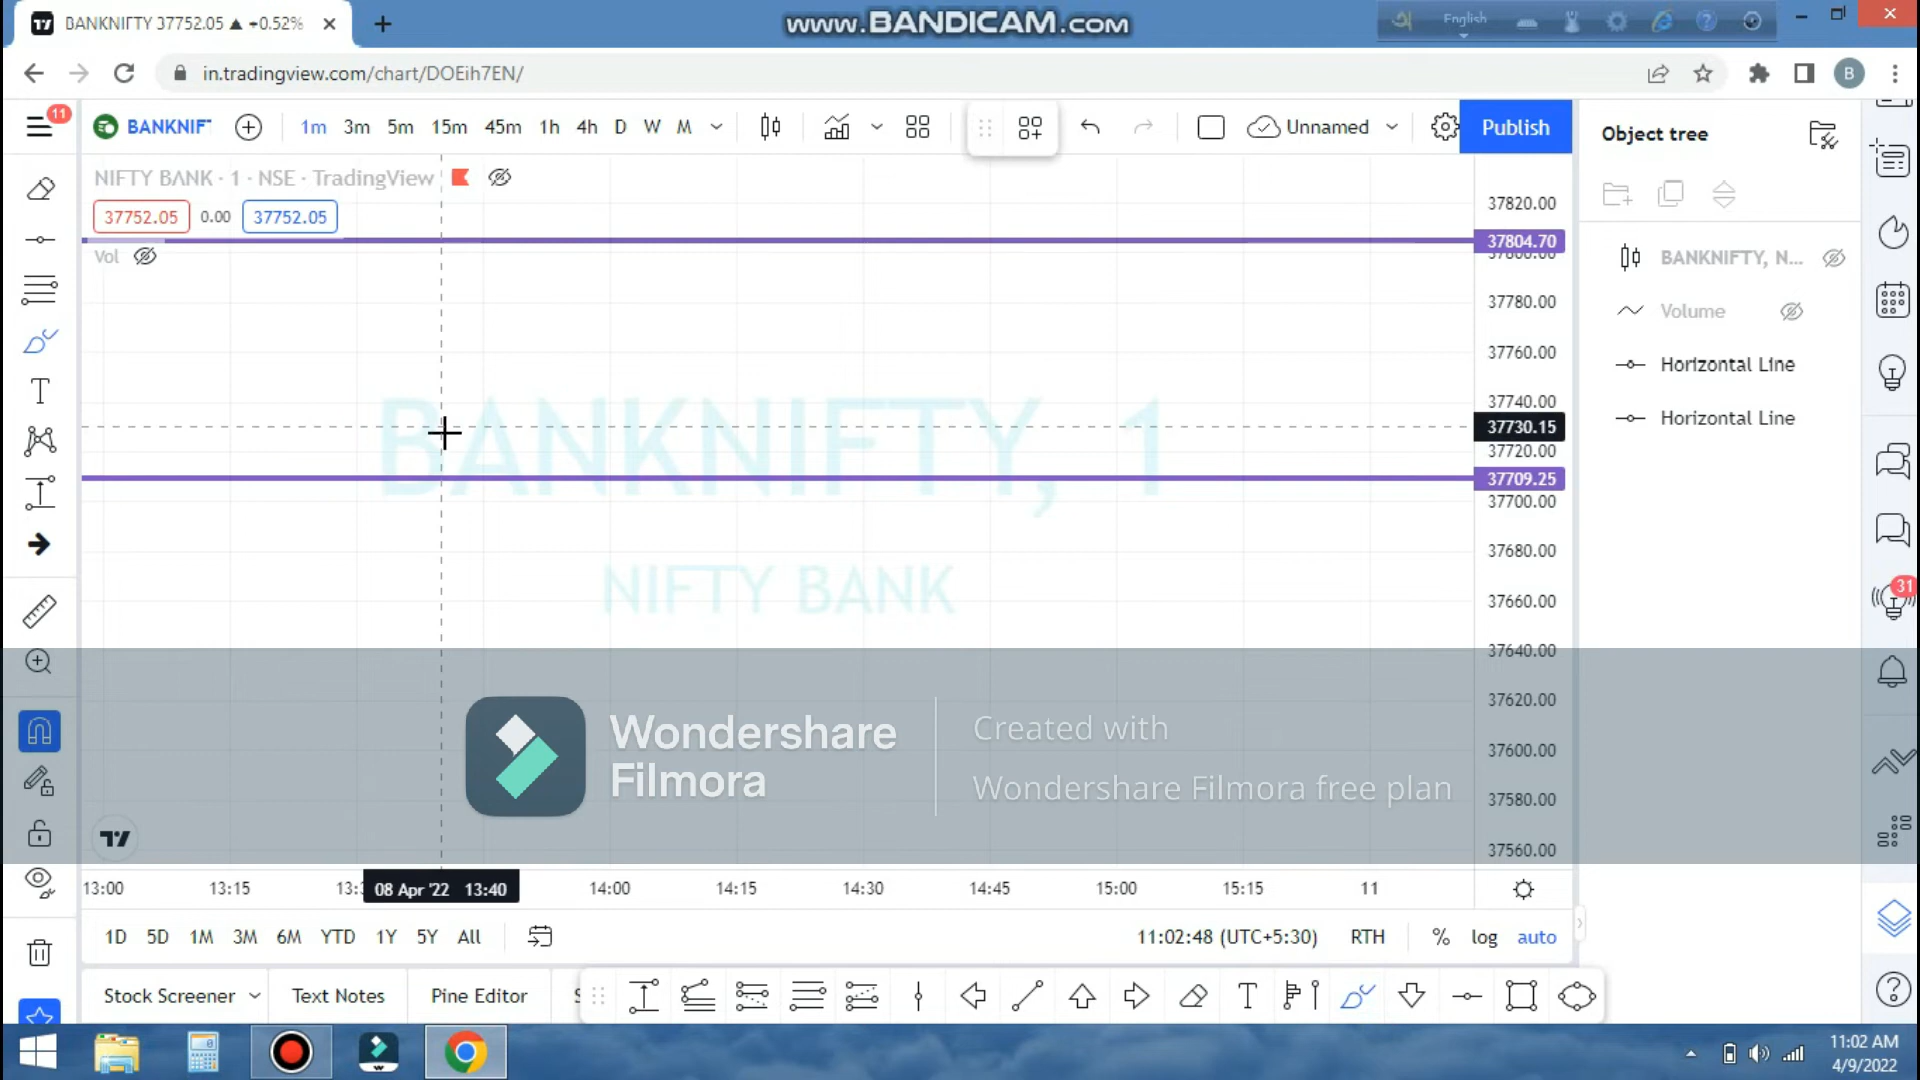 BANKNIFTY 37752.05 ▲ +0.52%
www.BANDICAM.com
English
in.tradingview.com/chart/DOEih7EN/
B
11
BANKNIF
1m 3m 5m 15m 45m 1h 4h D W M
Unnamed
Publish
Object tree
NIFTY BANK · 1 · NSE · TradingView
37752.05 0.00 37752.05
Vol
BANKNIFTY, N...
Volume
Horizontal Line
Horizontal Line
37820.00
37804.70
37800.00
37780.00
37760.00
37740.00
37730.15
37720.00
37709.25
37700.00
37680.00
37660.00
37640.00
37620.00
37600.00
37580.00
37560.00
BANKNIFTY, 1
NIFTY BANK
31
Wondershare
Filmora
Created with
Wondershare Filmora free plan
13:00 13:15 08 Apr '22 13:40 14:00 14:15 14:30 14:45 15:00 15:15 11
1D 5D 1M 3M 6M YTD 1Y 5Y All
11:02:48 (UTC+5:30) RTH % log auto
Stock Screener Text Notes Pine Editor
11:02 AM
4/9/2022